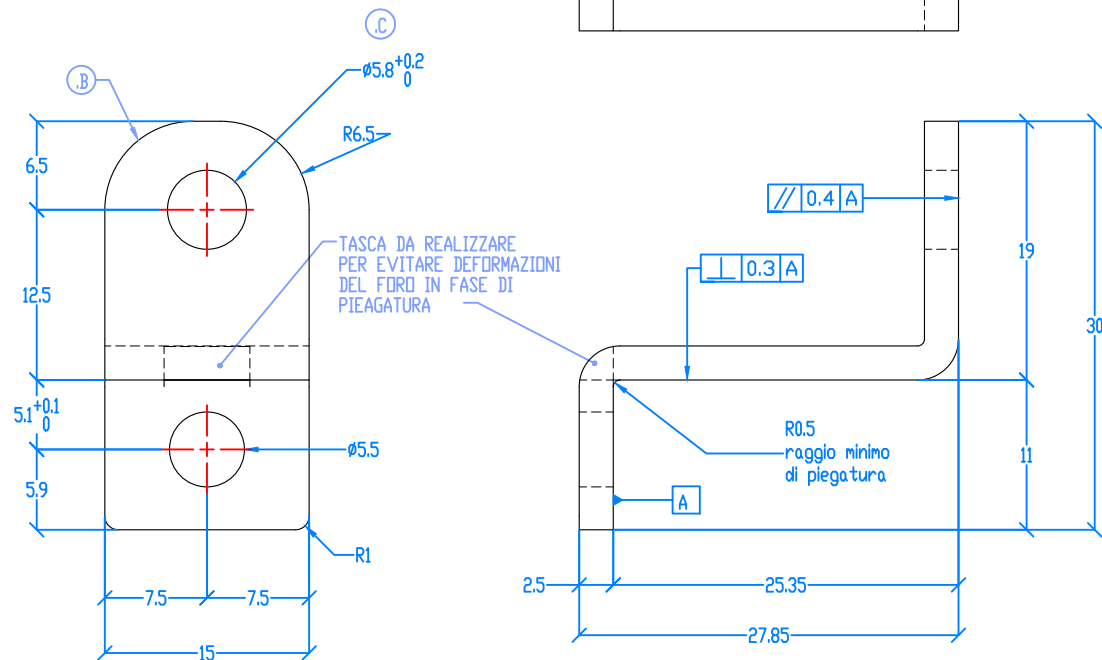 .C
ø5.8 +0.2 0
.B
R6.5
6.5
// 0.4 A
TASCA DA REALIZZARE
PER EVITARE DEFORMAZIONI
DEL FORO IN FASE DI
PIEAGATURA
⊥ 0.3 A
19
12.5
30
5.1 +0.1 0
R0.5
raggio minimo
di piegatura
ø5.5
11
5.9
A
R1
7.5
7.5
2.5
25.35
27.85
15